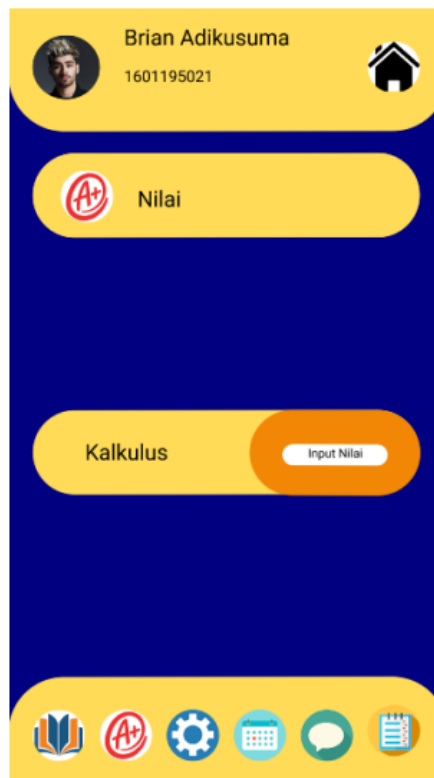 Brian Adikusuma
1601195021
A+
Nilai
Kalkulus
Input Nilai
A+